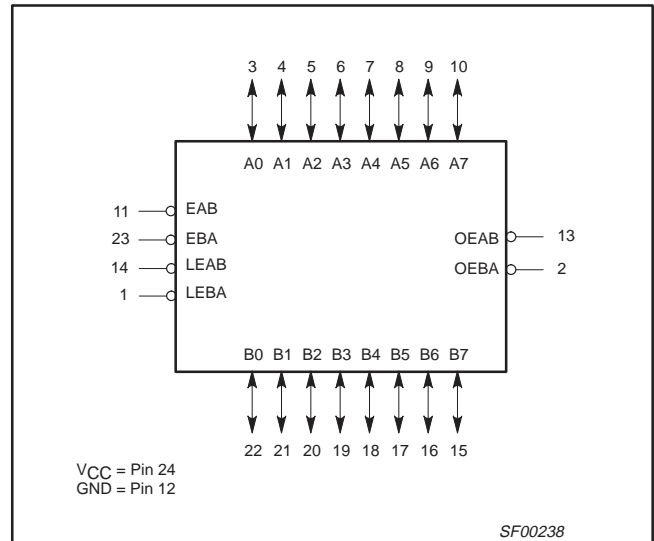 3 4 5 6 7 8 9 10
A0 A1 A2 A3 A4 A5 A6 A7
11 EAB
23 EBA
OEAB 13
14 LEAB
OEBA 2
1 LEBA
B0 B1 B2 B3 B4 B5 B6 B7
22 21 20 19 18 17 16 15
VCC = Pin 24
GND = Pin 12
SF00238